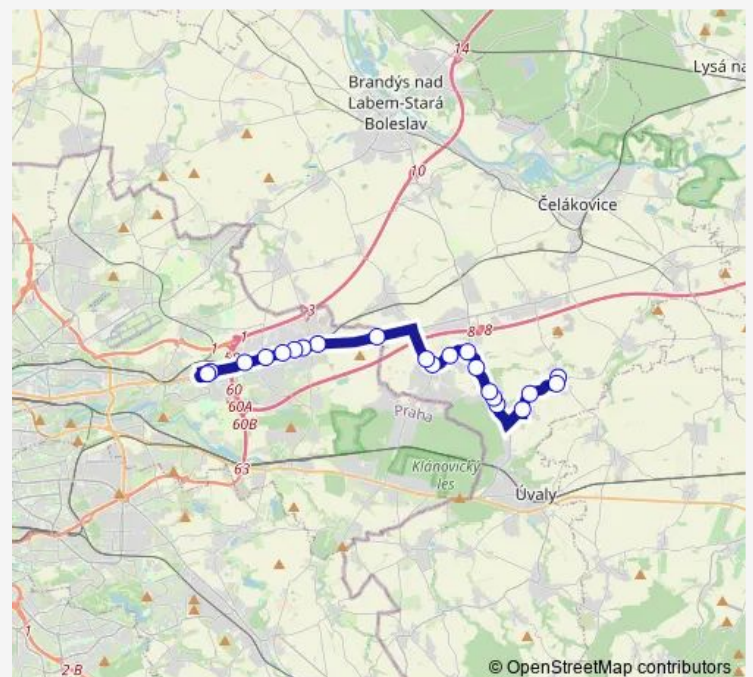 14
Lysá na
Brandýs nad
Labem-Stará
Boleslav
10
Čelákovice
3
8 8
1
1
60
60A
60B
Praha
63
Klánovický
les
Úvaly
1
2-B
© OpenStreetMap contributors